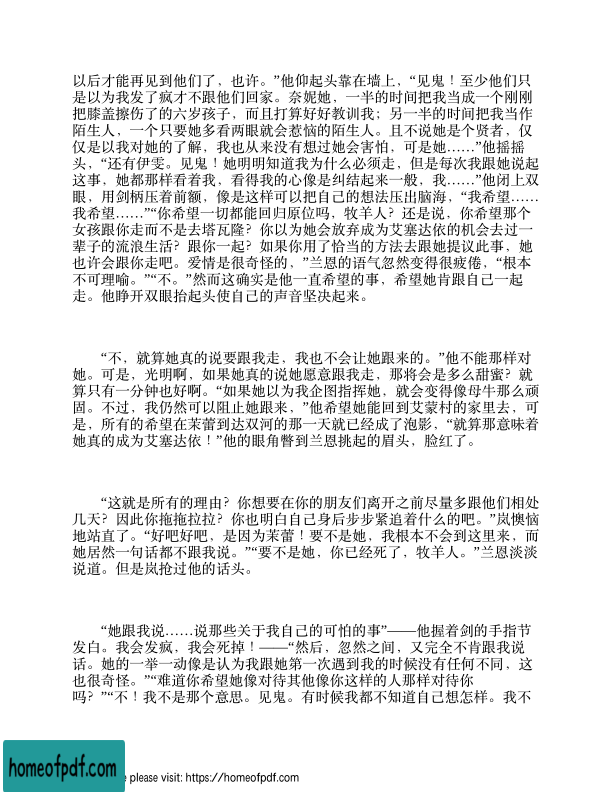 以后才能再见到他们了，也许。”他仰起头靠在墙上，“见鬼！至少他们只
是以为我发了疯才不跟他们回家。奈妮她，一半的时间把我当成一个刚刚
把膝盖擦伤了的六岁孩子，而且打算好好教训我；另一半的时间把我当作
陌生人，一个只要她多看两眼就会惹恼的陌生人。且不说她是个贤者，仅
仅是以我对她的了解，我也从来没有想过她会害怕，可是她……”他摇摇
头，“还有伊雯。见鬼！她明明知道我为什么必须走，但是每次我跟她说起
这事，她都那样看着我，看得我的心像是纠结起来一般，我……”他闭上双
眼，用剑柄压着前额，像是这样可以把自己的想法压出脑海，“我希望……
我希望……”“你希望一切都能回归原位吗，牧羊人？还是说，你希望那个
女孩跟你走而不是去塔瓦隆？你以为她会放弃成为艾塞达依的机会去过一
辈子的流浪生活？跟你一起？如果你用了恰当的方法去跟她提议此事，她
也许会跟你走吧。爱情是很奇怪的，”兰恩的语气忽然变得很疲倦，“根本
不可理喻。”“不。”然而这确实是他一直希望的事，希望她肯跟自己一起
走。他睁开双眼抬起头使自己的声音坚决起来。
“不，就算她真的说要跟我走，我也不会让她跟来的。”他不能那样对
她。可是，光明啊，如果她真的说她愿意跟我走，那将会是多么甜蜜？就
算只有一分钟也好啊。“如果她以为我企图指挥她，就会变得像母牛那么顽
固。不过，我仍然可以阻止她跟来，”他希望她能回到艾蒙村的家里去，可
是，所有的希望在茉蕾到达双河的那一天就已经成了泡影，“就算那意味着
她真的成为艾塞达依！”他的眼角瞥到兰恩挑起的眉头，脸红了。
“这就是所有的理由？你想要在你的朋友们离开之前尽量多跟他们相处
几天？因此你拖拖拉拉？你也明白自己身后步步紧追着什么的吧。”岚懊恼
地站直了。“好吧好吧，是因为茉蕾！要不是她，我根本不会到这里来，而
她居然一句话都不跟我说。”“要不是她，你已经死了，牧羊人。”兰恩淡淡
说道。但是岚抢过他的话头。
“她跟我说……说那些关于我自己的可怕的事”——他握着剑的手指节
发白。我会发疯，我会死掉！——“然后，忽然之间，又完全不肯跟我说
话。她的一举一动像是认为我跟她第一次遇到我的时候没有任何不同，这
也很奇怪。”“难道你希望她像对待其他像你这样的人那样对待你
吗？”“不！我不是那个意思。见鬼。有时候我都不知道自己想怎样。我不
homeofpdf.com
e please visit: https://homeofpdf.com